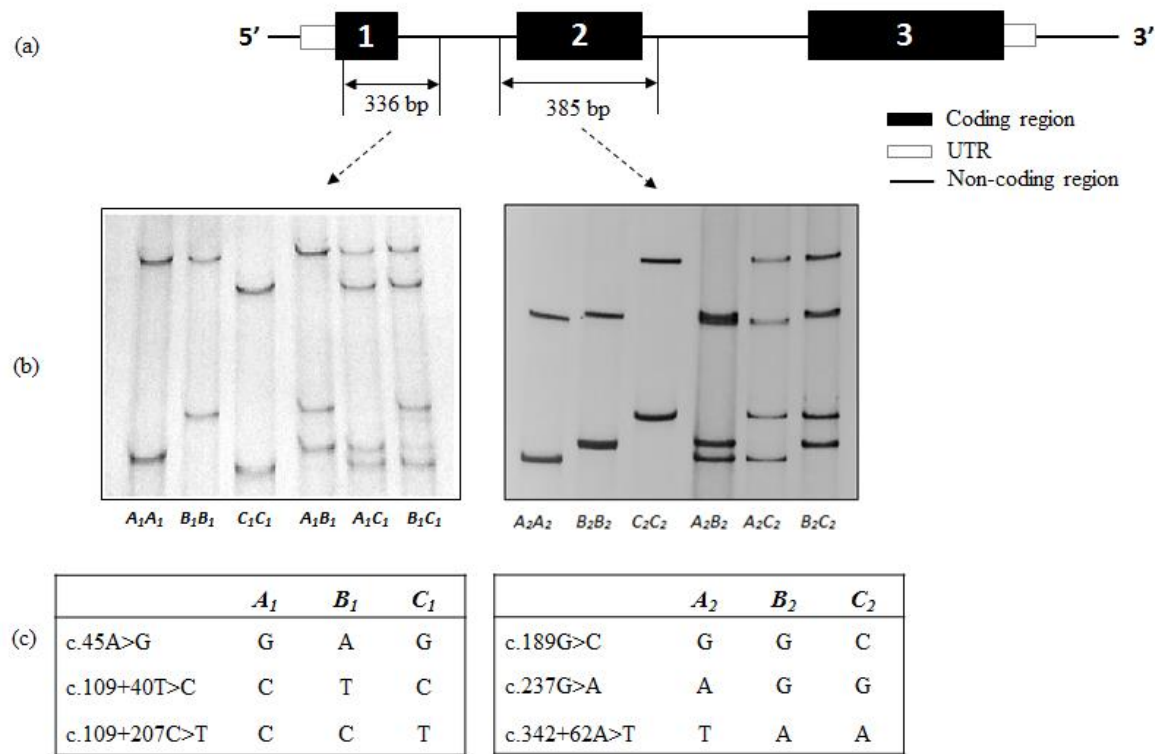 (a)
5’ 1 2 3 3’
336 bp 385 bp
Coding region
UTR
Non-coding region
(b)
A₁A₁ B₁B₁ C₁C₁ A₁B₁ A₁C₁ B₁C₁
A₂A₂ B₂B₂ C₂C₂ A₂B₂ A₂C₂ B₂C₂
(c)
A₁ B₁ C₁
c.45A>G G A G
c.109+40T>C C T C
c.109+207C>T C C T
A₂ B₂ C₂
c.189G>C G G C
c.237G>A A G G
c.342+62A>T T A A